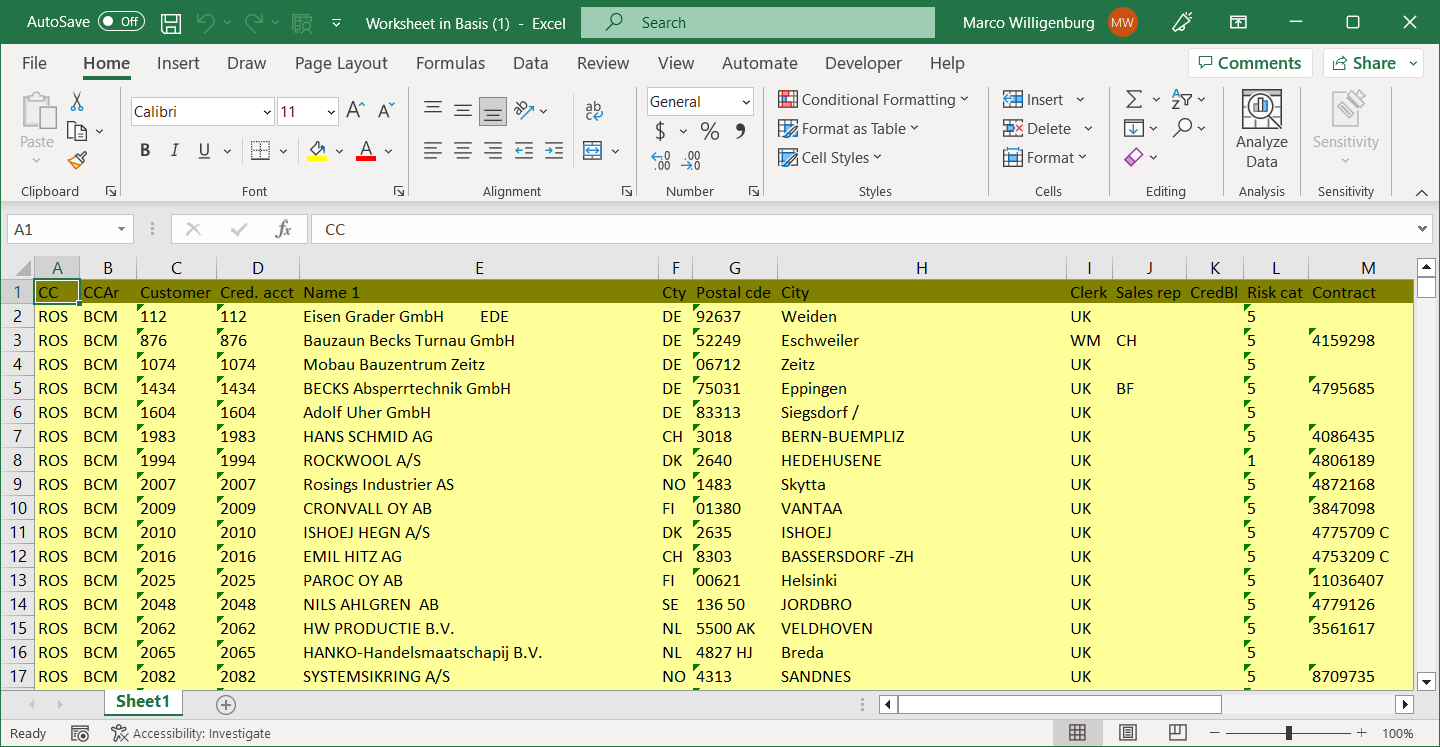 AutoSave Off Worksheet in Basis (1) - Excel Search Marco Willigenburg MW
File Home Insert Draw Page Layout Formulas Data Review View Automate Developer Help Comments Share
Paste Calibri 11 General Conditional Formatting Insert Analyze Data Sensitivity
B I U A A A ab c $ % Format as Table Delete
Cell Styles Format
Clipboard Font Alignment Number Styles Cells Editing Analysis Sensitivity
A1 fx CC
A B C D E F G H I J K L M
1 CC CCAr Customer Cred. acct Name 1 Cty Postal cde City Clerk Sales rep CredBl Risk cat Contract
2 ROS BCM 112 112 Eisen Grader GmbH EDE DE 92637 Weiden UK 5
3 ROS BCM 876 876 Bauzaun Becks Turnau GmbH DE 52249 Eschweiler WM CH 5 4159298
4 ROS BCM 1074 1074 Mobau Bauzentrum Zeitz DE 06712 Zeitz UK 5
5 ROS BCM 1434 1434 BECKS Absperrtechnik GmbH DE 75031 Eppingen UK BF 5 4795685
6 ROS BCM 1604 1604 Adolf Uher GmbH DE 83313 Siegsdorf / UK 5
7 ROS BCM 1983 1983 HANS SCHMID AG CH 3018 BERN-BUEMPLIZ UK 5 4086435
8 ROS BCM 1994 1994 ROCKWOOL A/S DK 2640 HEDEHUSENE UK 1 4806189
9 ROS BCM 2007 2007 Rosings Industrier AS NO 1483 Skytta UK 5 4872168
10 ROS BCM 2009 2009 CRONVALL OY AB FI 01380 VANTAA UK 5 3847098
11 ROS BCM 2010 2010 ISHOEJ HEGN A/S DK 2635 ISHOEJ UK 5 4775709 C
12 ROS BCM 2016 2016 EMIL HITZ AG CH 8303 BASSERSDORF -ZH UK 5 4753209 C
13 ROS BCM 2025 2025 PAROC OY AB FI 00621 Helsinki UK 5 11036407
14 ROS BCM 2048 2048 NILS AHLGREN  AB SE 136 50 JORDBRO UK 5 4779126
15 ROS BCM 2062 2062 HW PRODUCTIE B.V. NL 5500 AK VELDHOVEN UK 5 3561617
16 ROS BCM 2065 2065 HANKO-Handelsmaatschapij B.V. NL 4827 HJ Breda UK 5
17 ROS BCM 2082 2082 SYSTEMSIKRING A/S NO 4313 SANDNES UK 5 8709735
Sheet1
Ready Accessibility: Investigate 100%